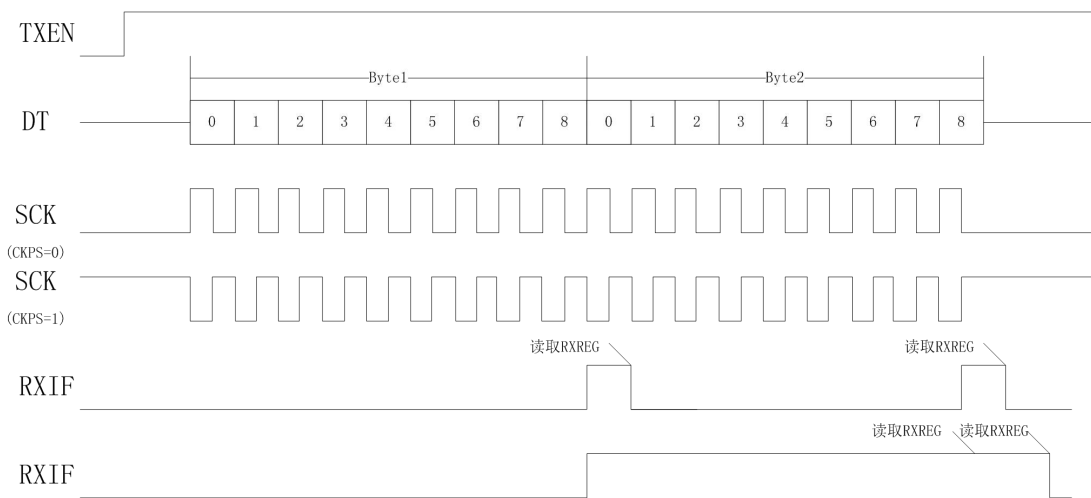 TXEN
Byte1 Byte2
DT 0 1 2 3 4 5 6 7 8 0 1 2 3 4 5 6 7 8
SCK
(CKPS=0)
SCK
(CKPS=1)
读取RXREG 读取RXREG
RXIF
读取RXREG 读取RXREG
RXIF